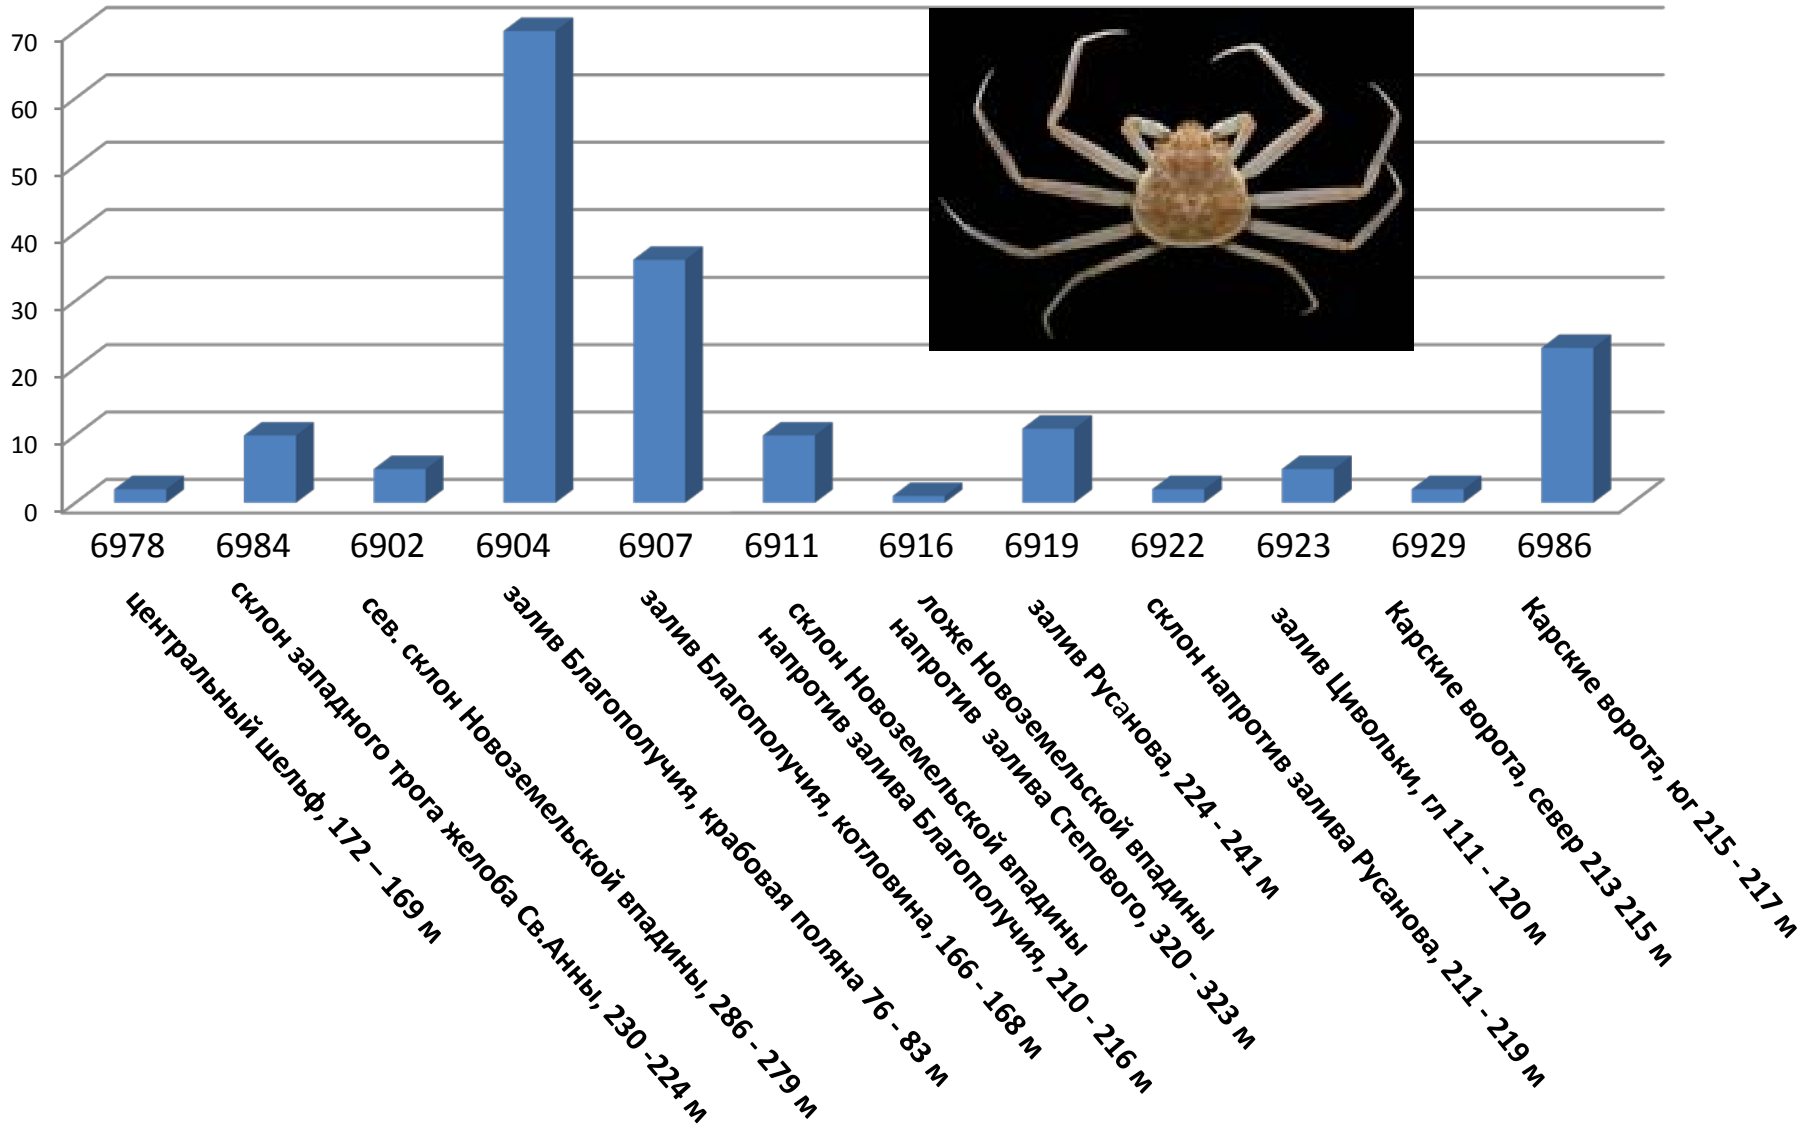 70
60
50
40
30
20
10
0
6978 6984 6902 6904 6907 6911 6916 6919 6922 6923 6929 6986
центральный шельф, 172 – 169 м
склон западного трога желоба Св.Анны, 230 -224 м
сев. склон Новоземельской впадины, 286 - 279 м
залив Благополучия, крабовая поляна 76 - 83 м
залив Благополучия, котловина, 166 - 168 м
склон Новоземельской впадины
напротив залива Благополучия, 210 - 216 м
ложе Новоземельской впадины
напротив залива Степового, 320 - 323 м
залив Русанова, 224 - 241 м
склон напротив залива Русанова, 211 - 219 м
залив Цивольки, гл 111 - 120 м
Карские ворота, север 213 215 м
Карские ворота, юг 215 - 217 м